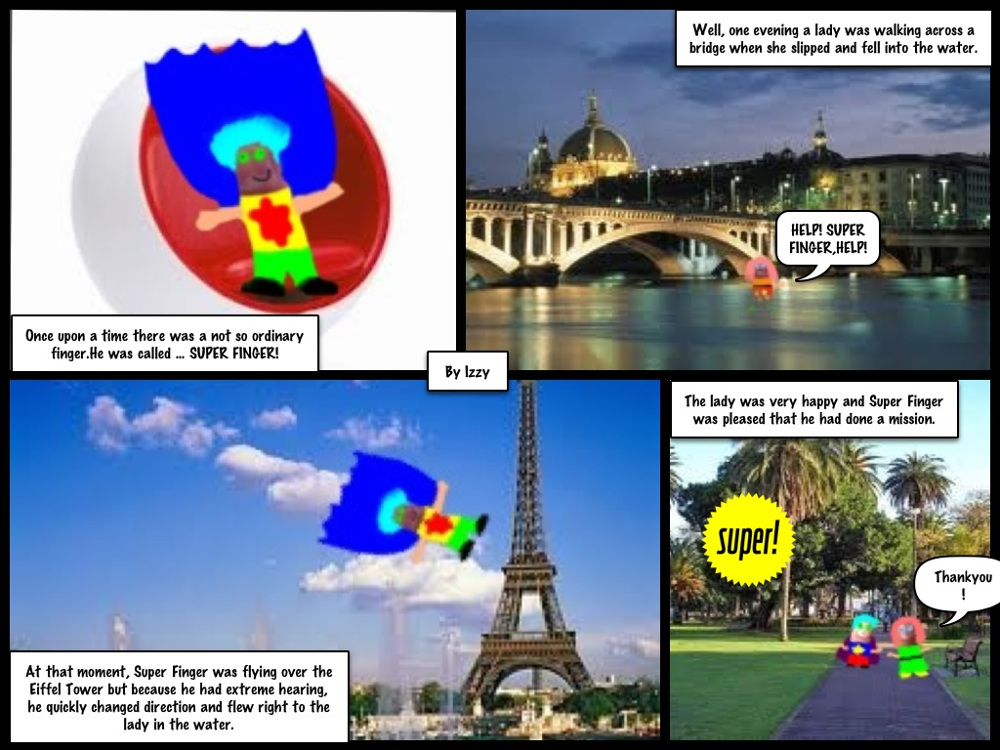 Once upon a time there was a not so ordinary
finger.He was called ... SUPER FINGER!
Well, one evening a lady was walking across a
bridge when she slipped and fell into the water.
HELP! SUPER
FINGER,HELP!
By Izzy
At that moment, Super Finger was flying over the
Eiffel Tower but because he had extreme hearing,
he quickly changed direction and flew right to the
lady in the water.
The lady was very happy and Super Finger
was pleased that he had done a mission.
super!
Thankyou
!